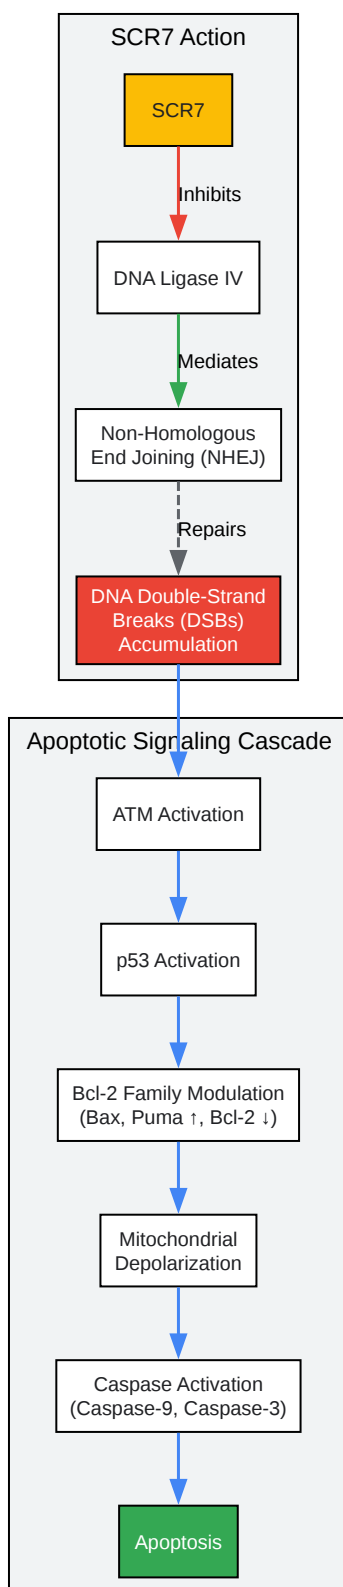 SCR7 Action
SCR7
Inhibits
DNA Ligase IV
Mediates
Non-Homologous
End Joining (NHEJ)
Repairs
DNA Double-Strand
Breaks (DSBs)
Accumulation
Apoptotic Signaling Cascade
ATM Activation
p53 Activation
Bcl-2 Family Modulation
(Bax, Puma ↑, Bcl-2 ↓)
Mitochondrial
Depolarization
Caspase Activation
(Caspase-9, Caspase-3)
Apoptosis